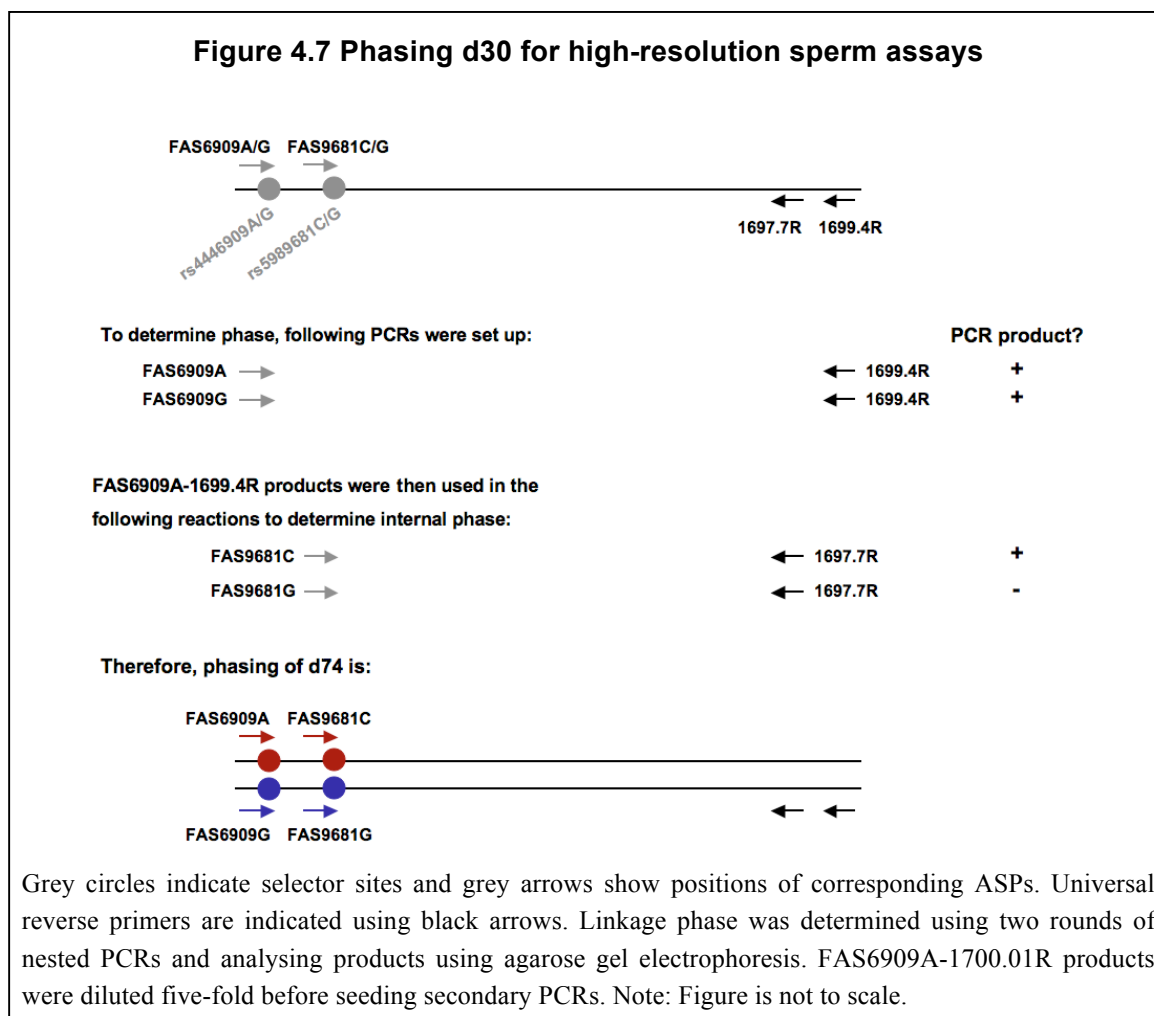 Figure 4.7 Phasing d30 for high-resolution sperm assays
FAS6909A/G FAS9681C/G
rs4446909A/G
rs5989681C/G
1697.7R 1699.4R
To determine phase, following PCRs were set up: PCR product?
FAS6909A 1699.4R +
FAS6909G 1699.4R +
FAS6909A-1699.4R products were then used in the
following reactions to determine internal phase:
FAS9681C 1697.7R +
FAS9681G 1697.7R -
Therefore, phasing of d74 is:
FAS6909A FAS9681C
FAS6909G FAS9681G
Grey circles indicate selector sites and grey arrows show positions of corresponding ASPs. Universal
reverse primers are indicated using black arrows. Linkage phase was determined using two rounds of
nested PCRs and analysing products using agarose gel electrophoresis. FAS6909A-1700.01R products
were diluted five-fold before seeding secondary PCRs. Note: Figure is not to scale.